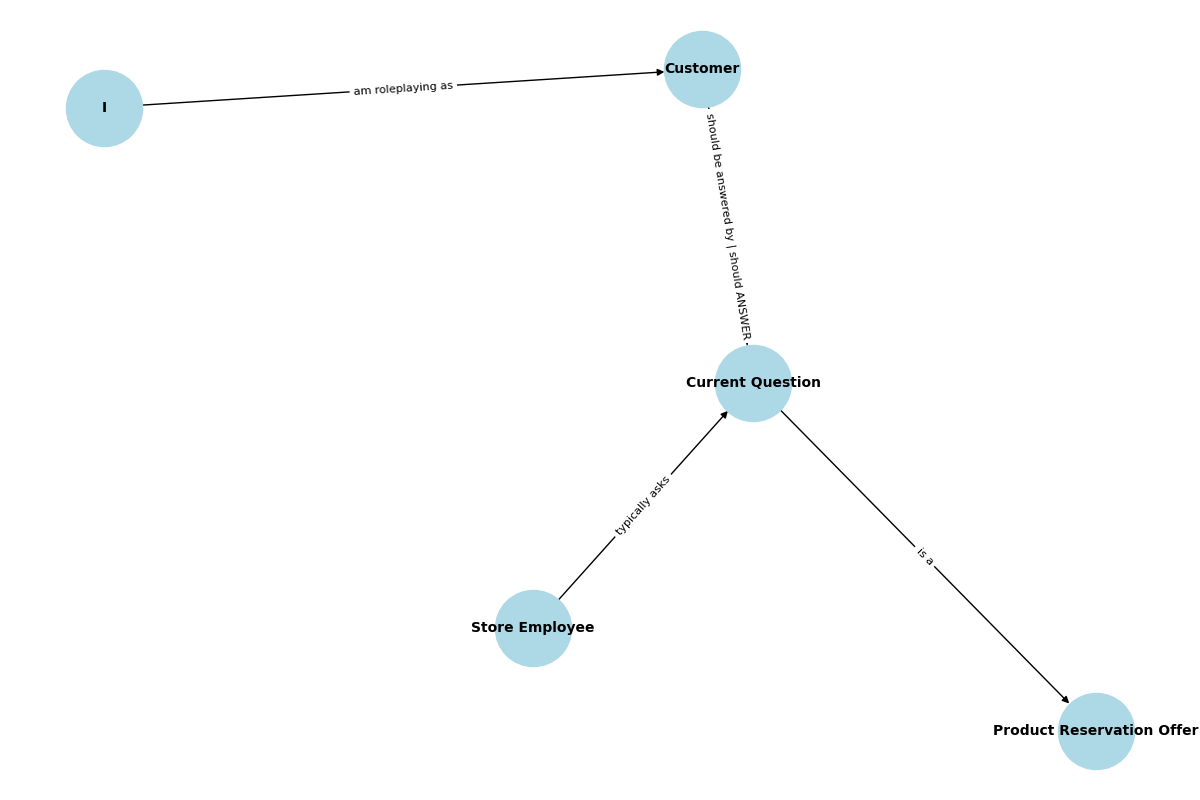 Customer
I
am roleplaying as
should be answered by | should ANSWER
Current Question
typically asks
is a
Store Employee
Product Reservation Offer